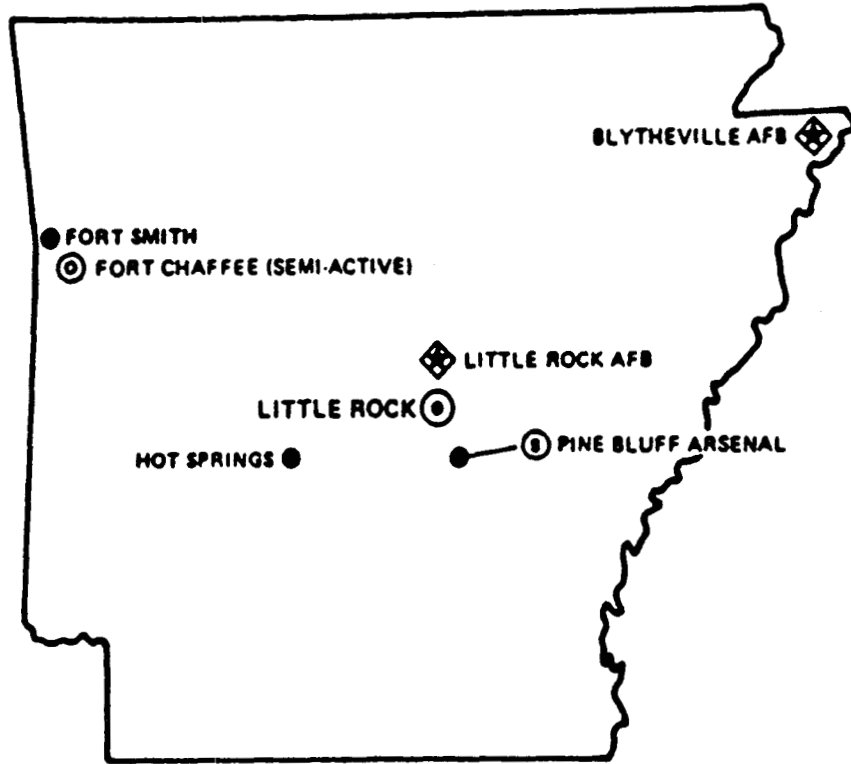 BLYTHEVILLE AFB
FORT SMITH
FORT CHAFFEE (SEMI-ACTIVE)
LITTLE ROCK AFB
LITTLE ROCK
PINE BLUFF ARSENAL
HOT SPRINGS